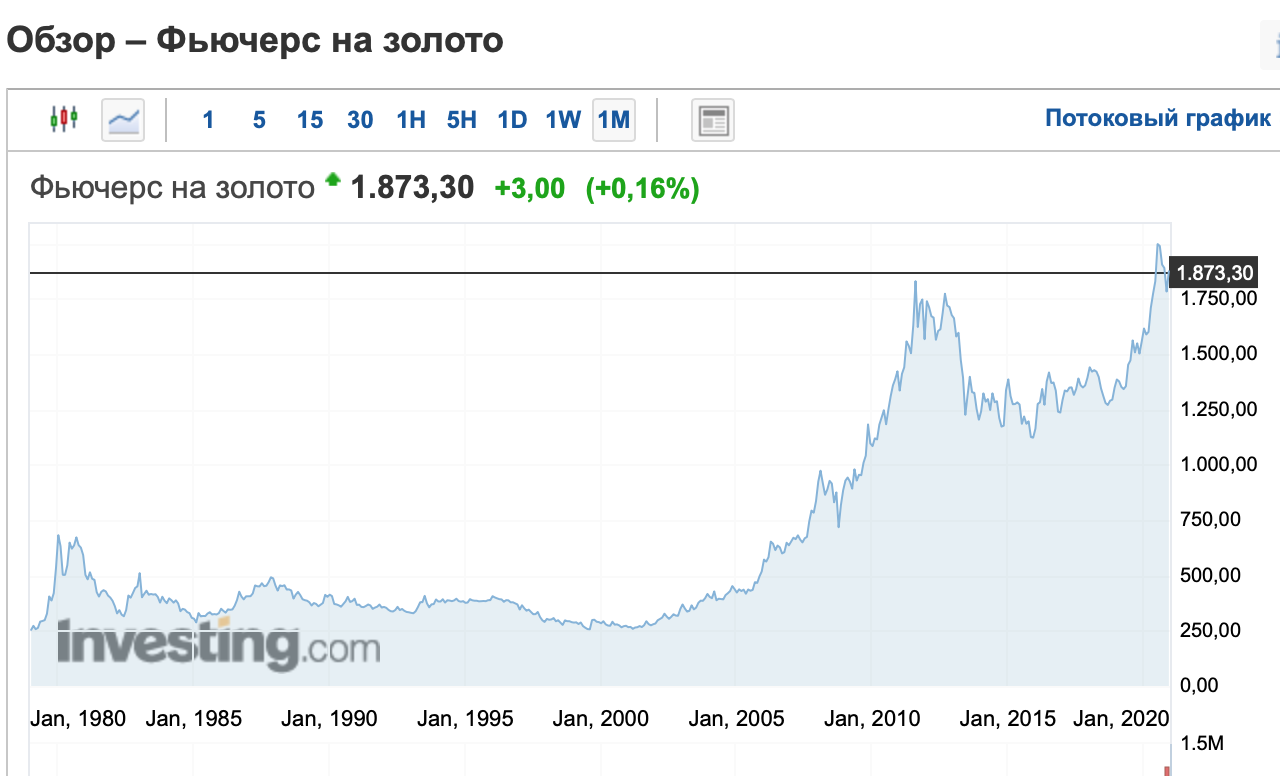 Обзор – Фьючерс на золото
1 5 15 30 1H 5H 1D 1W 1M
Потоковый график
Фьючерс на золото 1.873,30 +3,00 (+0,16%)
1.873,30
1.750,00
1.500,00
1.250,00
1.000,00
750,00
500,00
250,00
Investing.com
0,00
Jan, 1980 Jan, 1985 Jan, 1990 Jan, 1995 Jan, 2000 Jan, 2005 Jan, 2010 Jan, 2015 Jan, 2020
1.5M